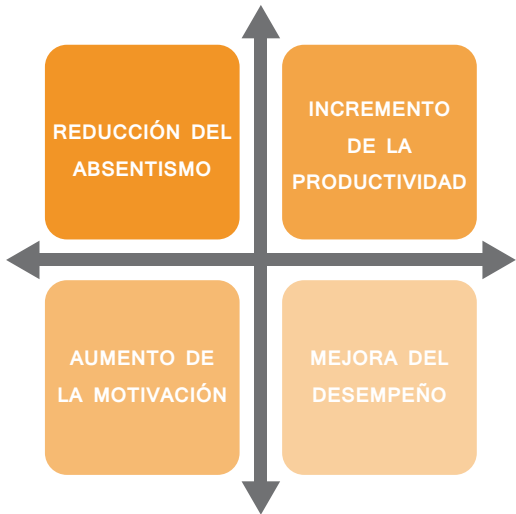 REDUCCIÓN DEL
ABSENTISMO
INCREMENTO
DE LA
PRODUCTIVIDAD
AUMENTO DE
LA MOTIVACIÓN
MEJORA DEL
DESEMPEÑO